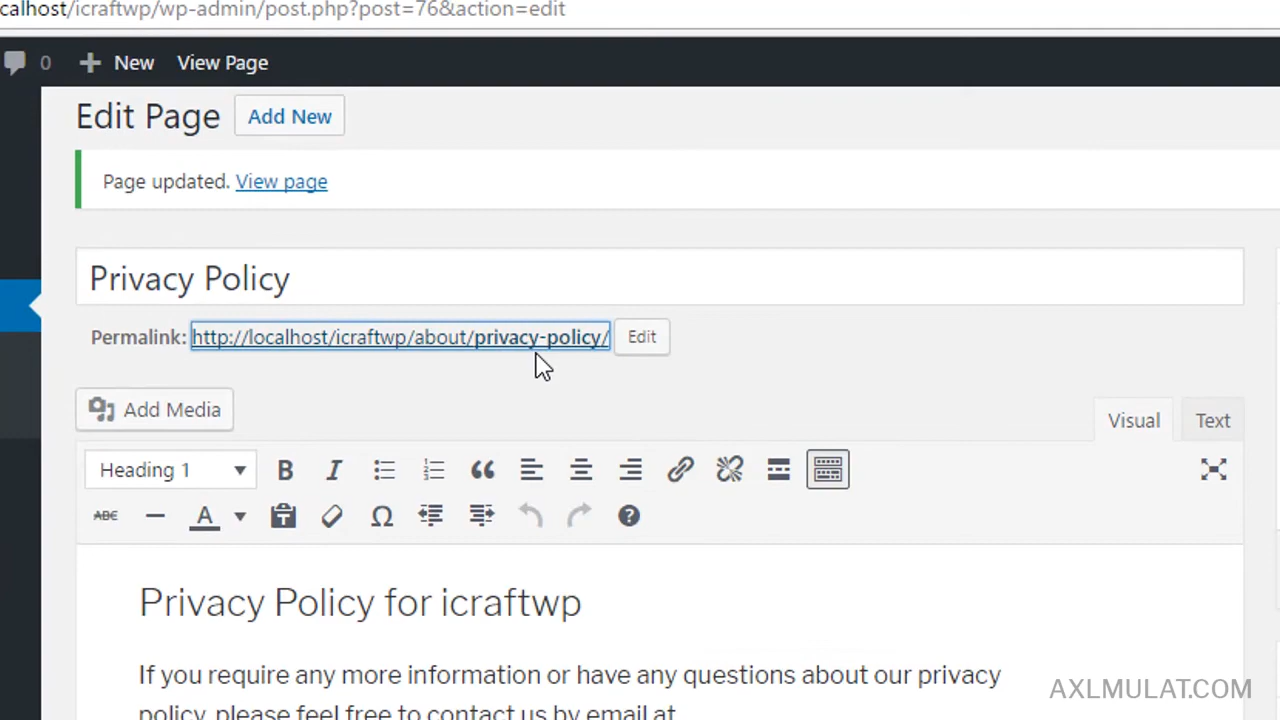 calhost/icraftwp/wp-admin/post.php?post=76&action=edit
0 New View Page
Edit Page Add New
Page updated. View page
Privacy Policy
Permalink: http://localhost/icraftwp/about/privacy-policy/ Edit
Add Media
Visual Text
Heading 1 B I
ABC A T Ω ?
Privacy Policy for icraftwp
If you require any more information or have any questions about our privacy
policy, please feel free to contact us by email at
AXLMULAT.COM